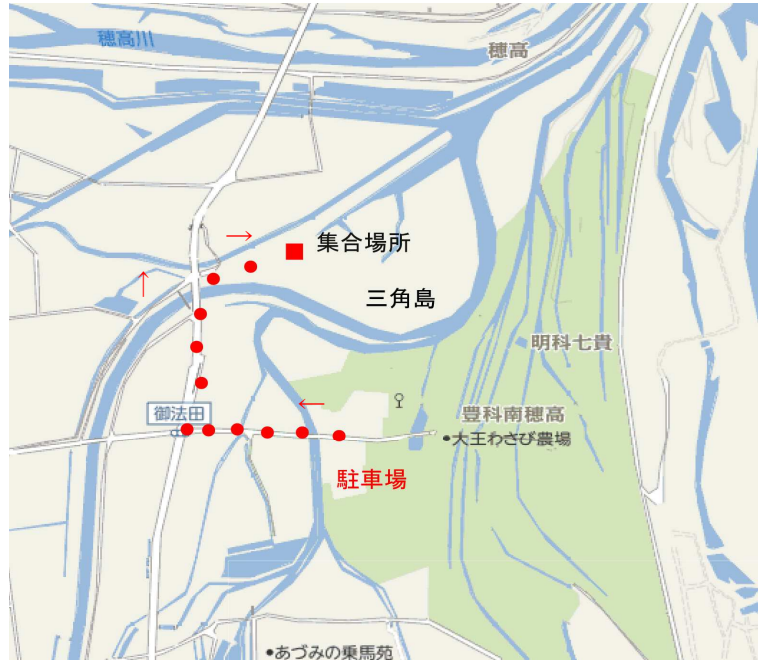 穂高川
穂高
集合場所
三角島
明科七貴
御法田
豊科南穂高
大王わさび農場
駐車場
あづみの乗馬苑